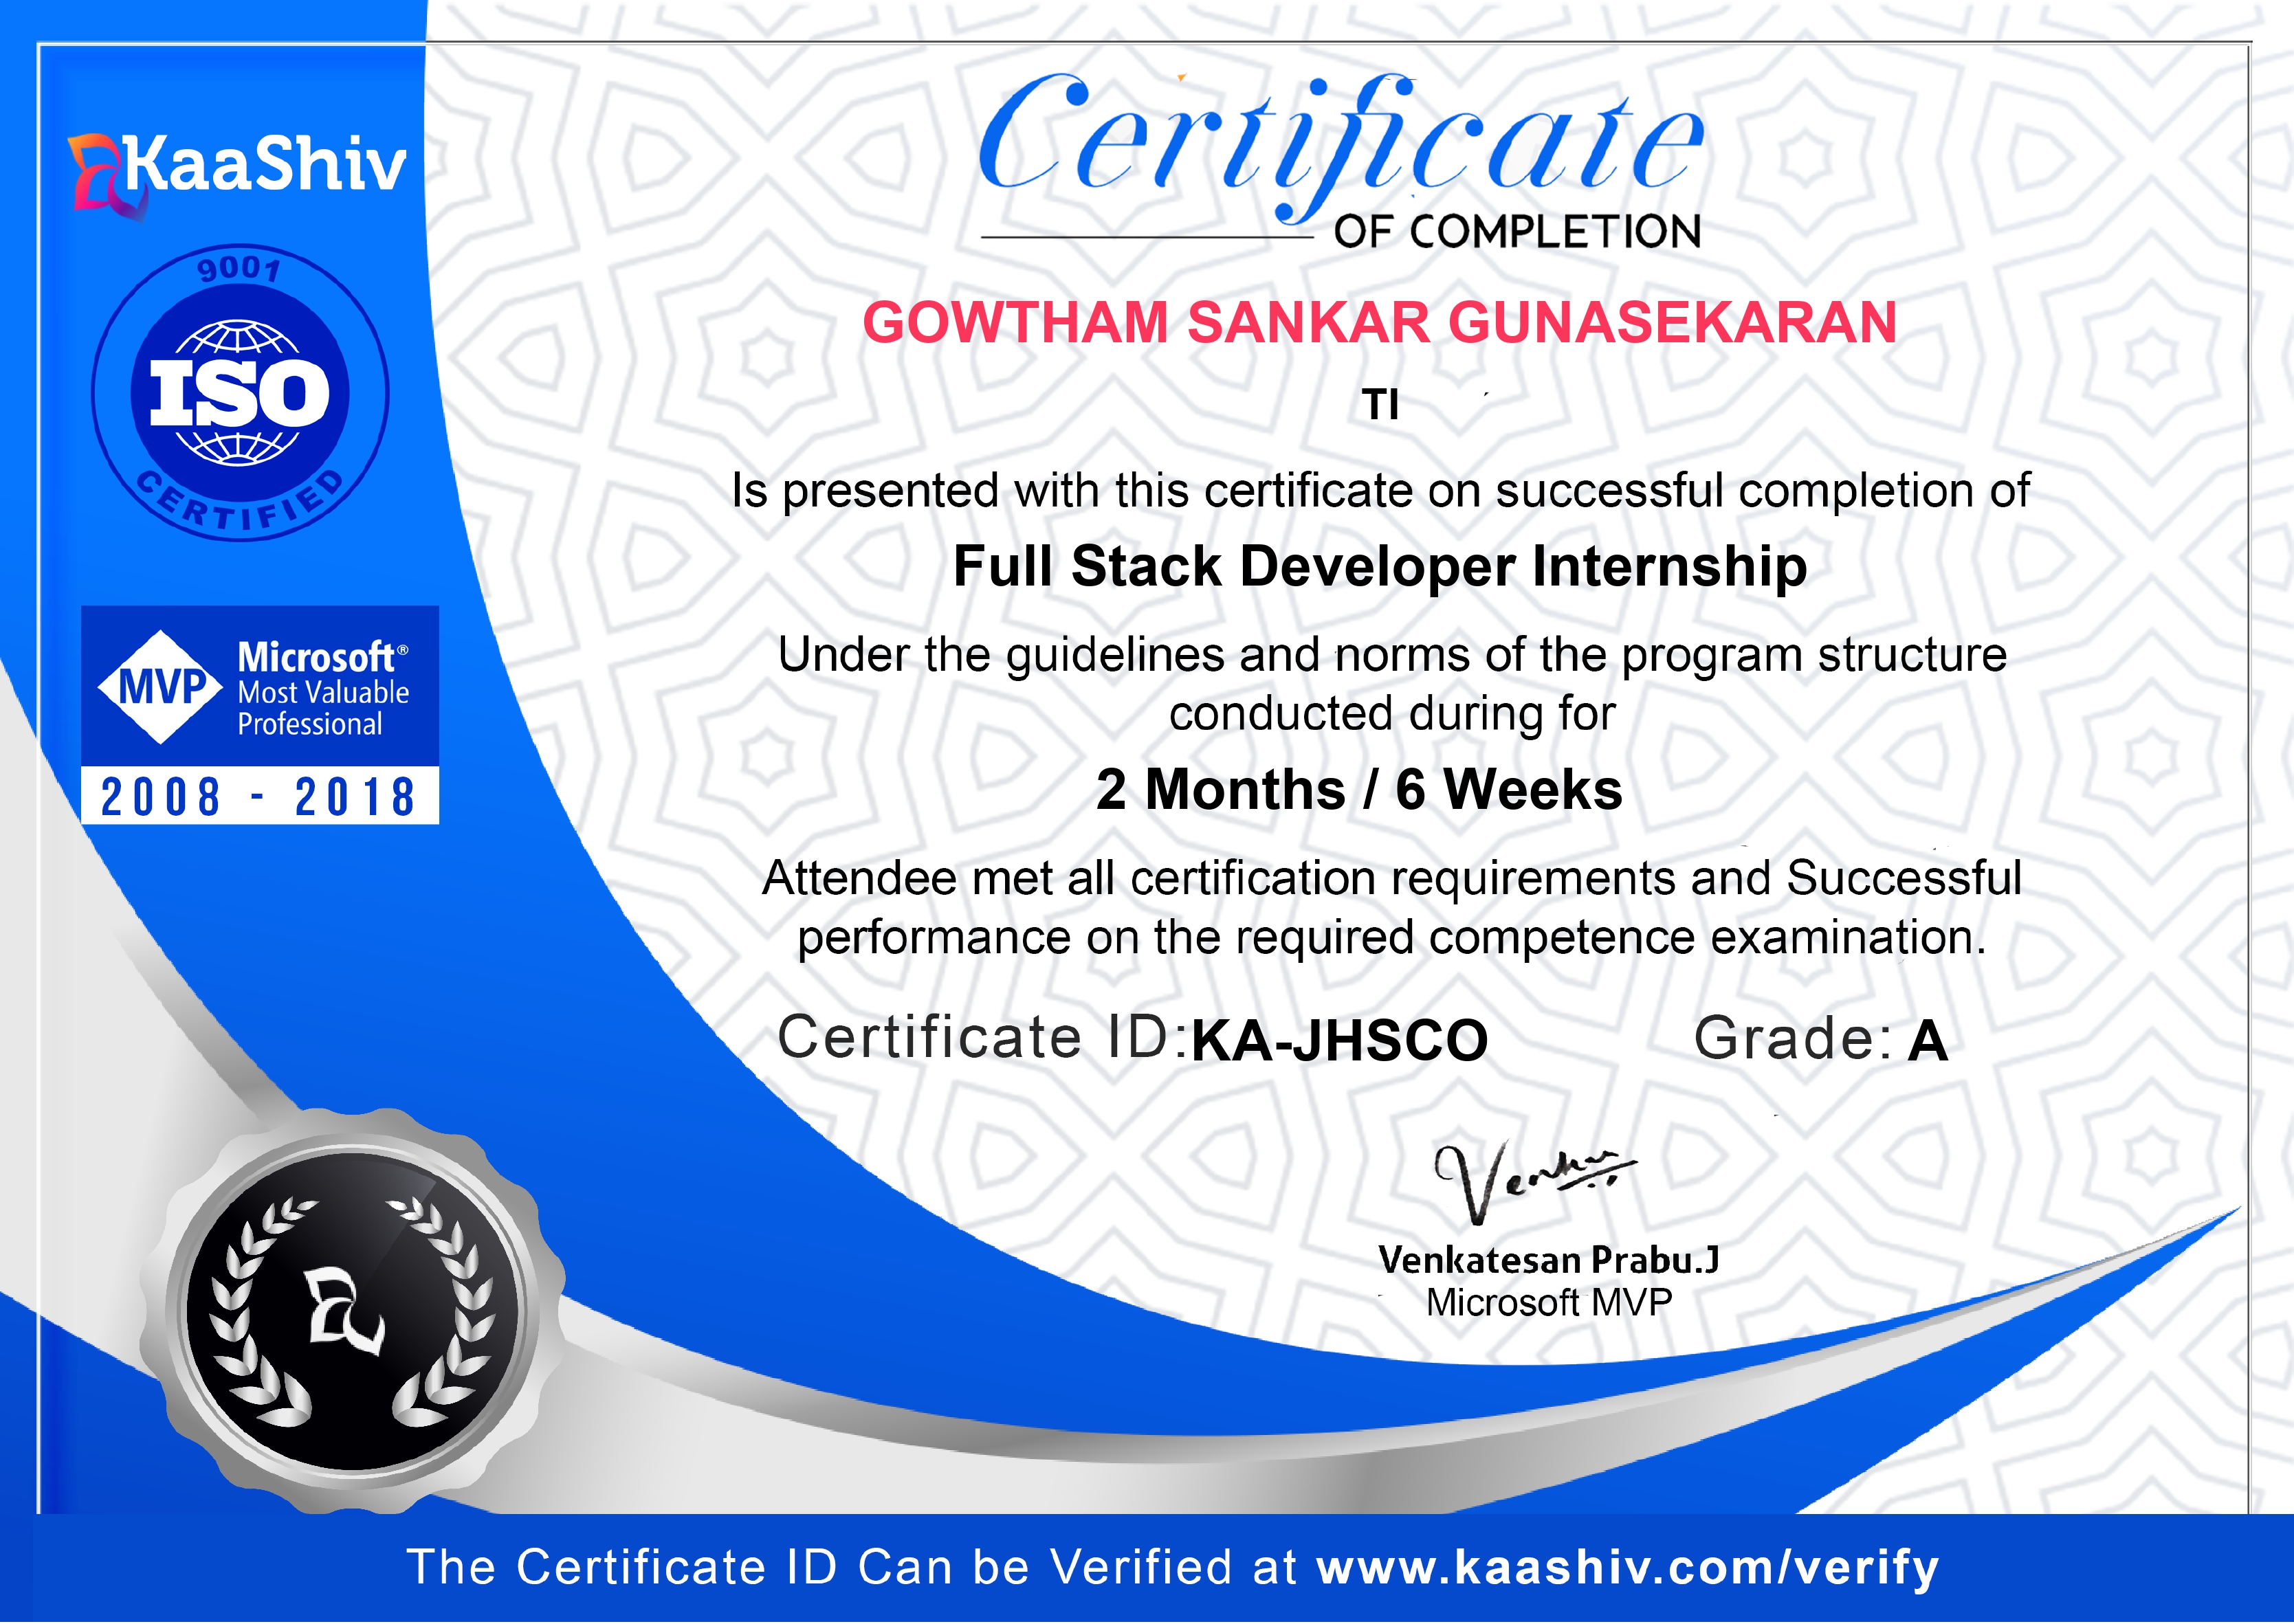 KaaShiv
9001
ISO
CERTIFIED
MVP
Microsoft®
Most Valuable
Professional
2008 - 2018
Certificate
OF COMPLETION
GOWTHAM SANKAR GUNASEKARAN
TI
Is presented with this certificate on successful completion of
Full Stack Developer Internship
Under the guidelines and norms of the program structure
conducted during for
2 Months / 6 Weeks
Attendee met all certification requirements and Successful
performance on the required competence examination.
Certificate ID:KA-JHSCO Grade: A
Venkat
Venkatesan Prabu.J
Microsoft MVP
The Certificate ID Can be Verified at www.kaashiv.com/verify